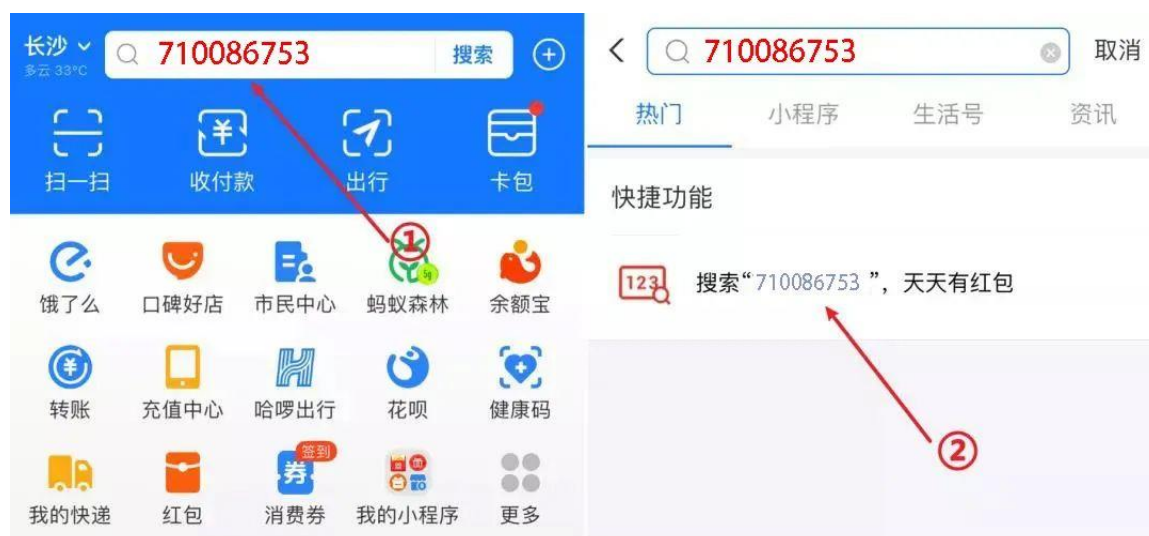 长沙
多云 33°C
710086753
搜索
扫一扫
收付款
出行
卡包
①
5g
饿了么
口碑好店
市民中心
蚂蚁森林
余额宝
转账
充值中心
哈啰出行
花呗
健康码
签到
券
我的快递
红包
消费券
我的小程序
更多
710086753
取消
热门
小程序
生活号
资讯
快捷功能
123
搜索“710086753 ”，天天有红包
②